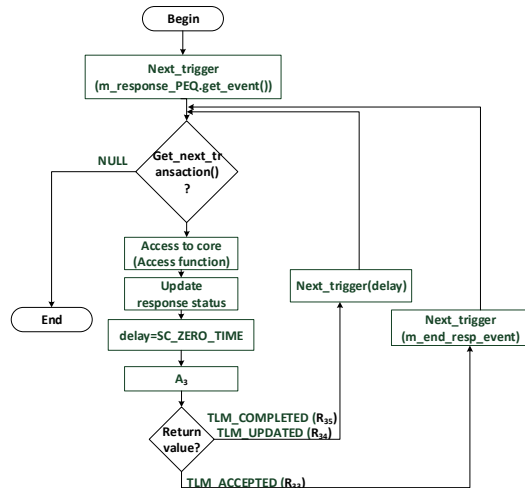 Begin
Next_trigger
(m_response_PEQ.get_event())
NULL
Get_next_tr
ansaction()
?
Access to core
(Access function)
Update
response status
Next_trigger(delay)
End
Next_trigger
(m_end_resp_event)
delay=SC_ZERO_TIME
A₃
Return
value?
TLM_COMPLETED (R₃₅)
TLM_UPDATED (R₃₄)
TLM_ACCEPTED (R₃₃)